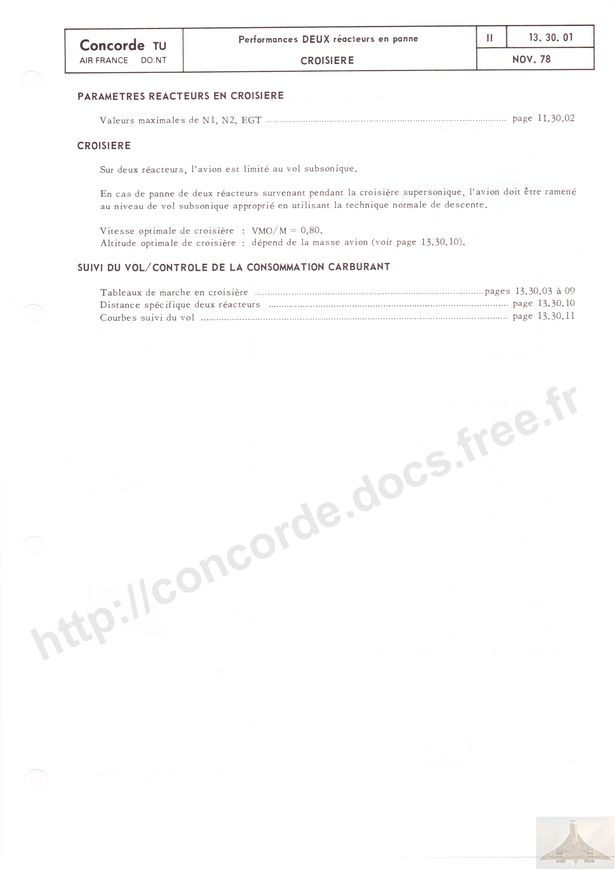 Concorde TU
AIR FRANCE DO.NT
Performances DEUX réacteurs en panne
CROISIERE
II
13. 30. 01
NOV. 78
PARAMETRES REACTEURS EN CROISIERE
Valeurs maximales de N1, N2, EGT ........ page 11.30.02
CROISIERE
Sur deux réacteurs, l'avion est limité au vol subsonique.
En cas de panne de deux réacteurs survenant pendant la croisière supersonique, l'avion doit être ramené
au niveau de vol subsonique approprié en utilisant la technique normale de descente.
Vitesse optimale de croisière : VMO/M = 0,80.
Altitude optimale de croisière : dépend de la masse avion (voir page 13.30.10).
SUIVI DU VOL/CONTROLE DE LA CONSOMMATION CARBURANT
Tableaux de marche en croisière ........ pages 13.30.03 à 09
Distance spécifique deux réacteurs ........ page 13.30.10
Courbes suivi du vol ........ page 13.30.11
http://concorde.docs.free.fr